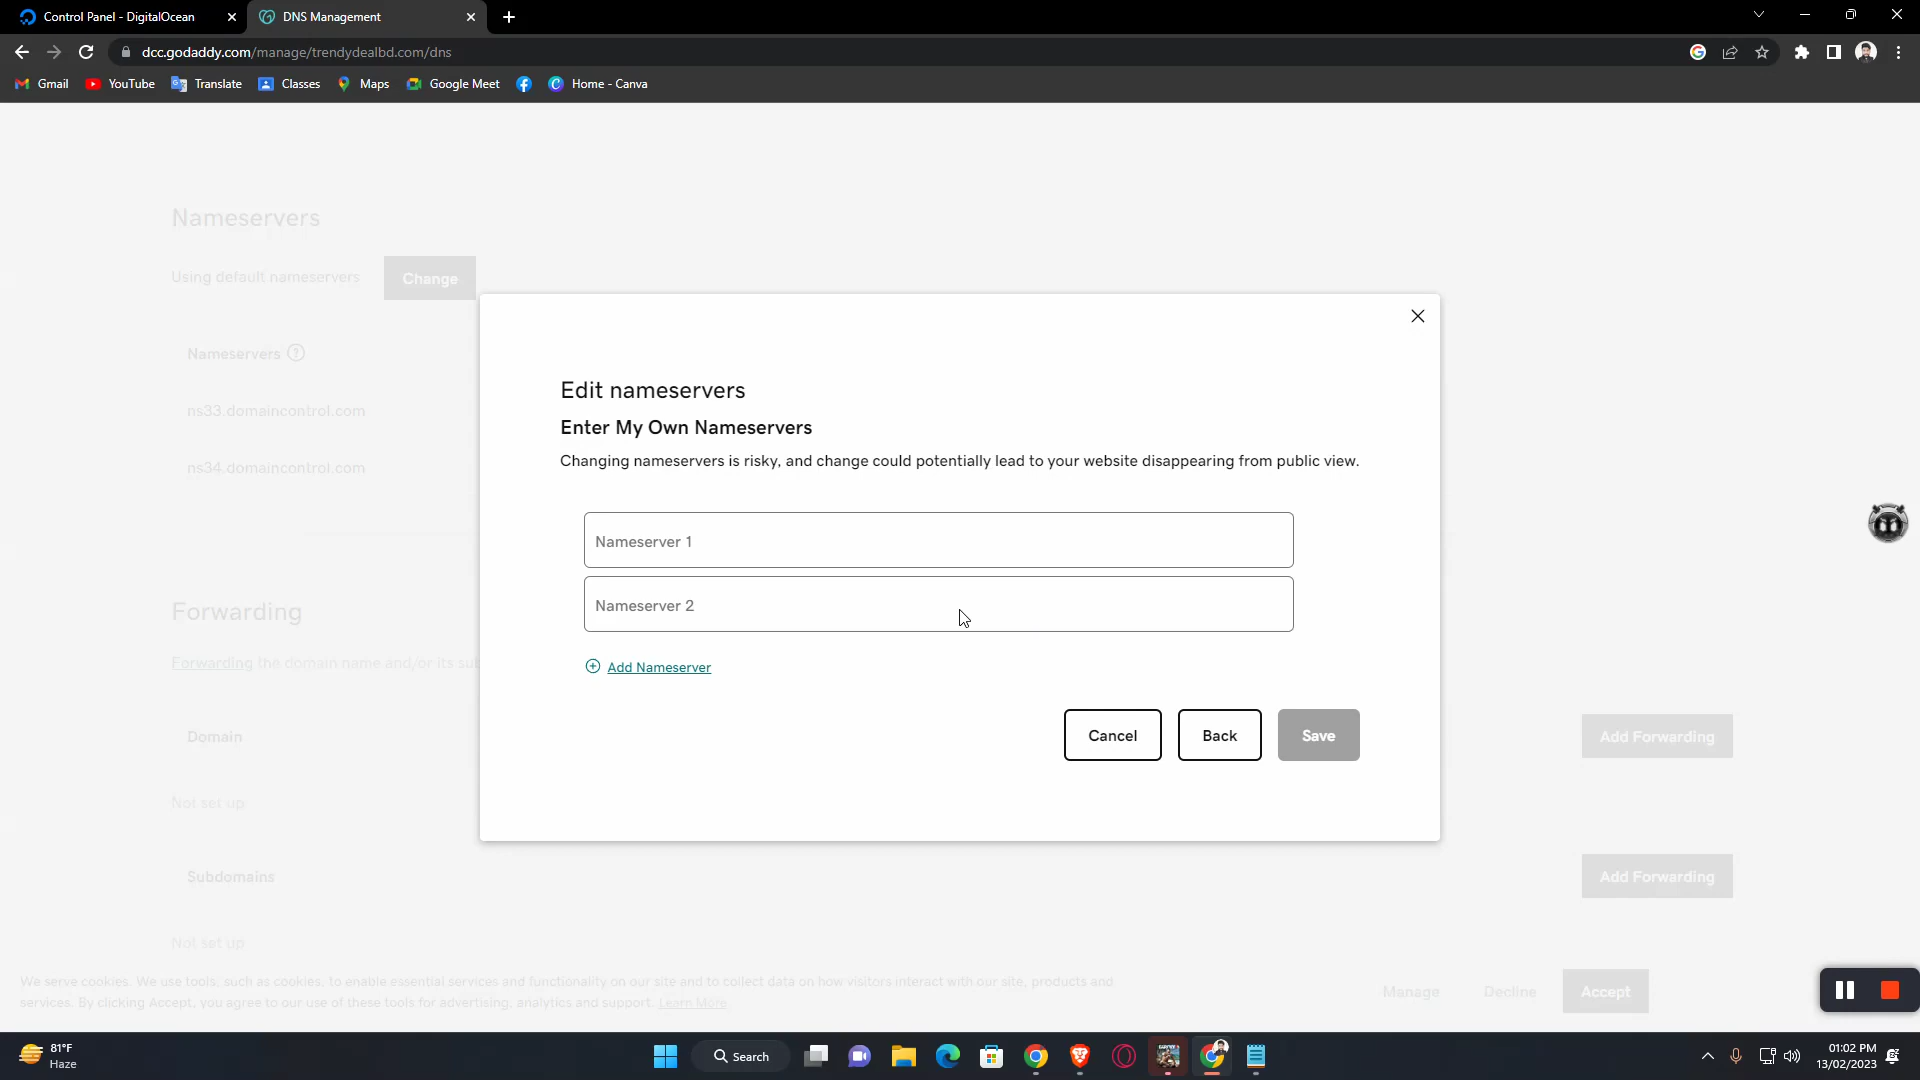 Control Panel - DigitalOcean
DNS Management
dcc.godaddy.com/manage/trendydealbd.com/dns
Gmail
YouTube
Translate
Classes
Maps
Google Meet
Home - Canva
Nameservers
Using default nameservers
Change
Nameservers
ns33.domaincontrol.com
ns34.domaincontrol.com
Edit nameservers
Enter My Own Nameservers
Changing nameservers is risky, and change could potentially lead to your website disappearing from public view.
Nameserver 1
Nameserver 2
Add Nameserver
Cancel
Back
Save
Forwarding
Forwarding the domain name and/or its
Domain
Add Forwarding
Not set up
Subdomains
Add Forwarding
Not set up
We serve cookies. We use tools, such as cookies, to enable essential services and functionality on our site and to collect data on how visitors interact with our site, products and
services. By clicking Accept, you agree to our use of these tools for advertising, analytics and support. Learn More
Manage
Decline
Accept
81°F
Haze
Search
01:02 PM
13/02/2023